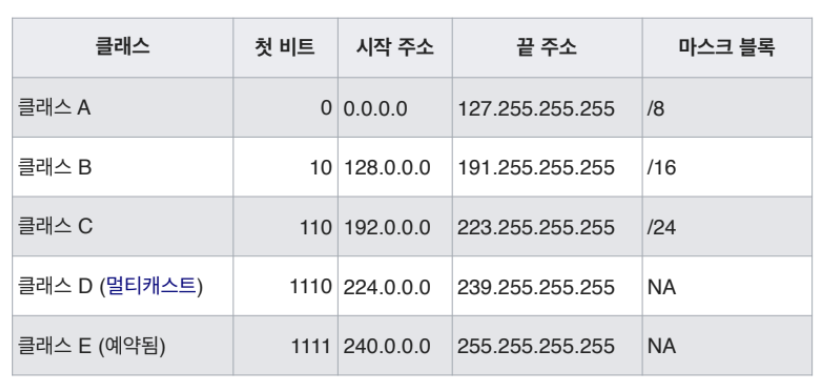 클래스 첫 비트 시작 주소 끝 주소 마스크 블록
클래스 A 0 0.0.0.0 127.255.255.255 /8
클래스 B 10 128.0.0.0 191.255.255.255 /16
클래스 C 110 192.0.0.0 223.255.255.255 /24
클래스 D (멀티캐스트) 1110 224.0.0.0 239.255.255.255 NA
클래스 E (예약됨) 1111 240.0.0.0 255.255.255.255 NA